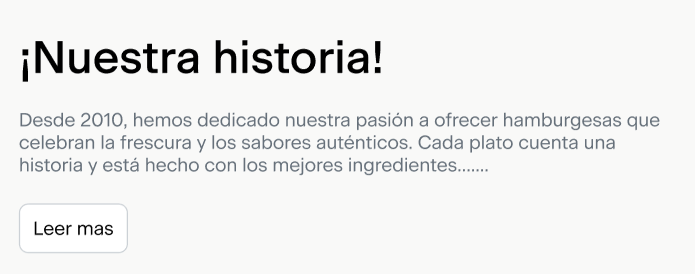 ¡Nuestra historia!
Desde 2010, hemos dedicado nuestra pasión a ofrecer hamburgesas que
celebran la frescura y los sabores auténticos. Cada plato cuenta una
historia y está hecho con los mejores ingredientes.......
Leer mas